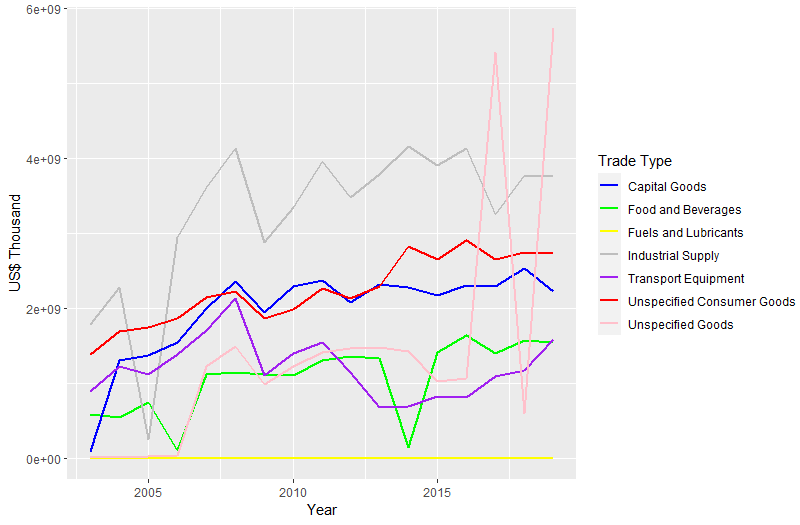 6e+09
4e+09
2e+09
0e+00
US$ Thousand
2005
2010
2015
Year
Trade Type
Capital Goods
Food and Beverages
Fuels and Lubricants
Industrial Supply
Transport Equipment
Unspecified Consumer Goods
Unspecified Goods